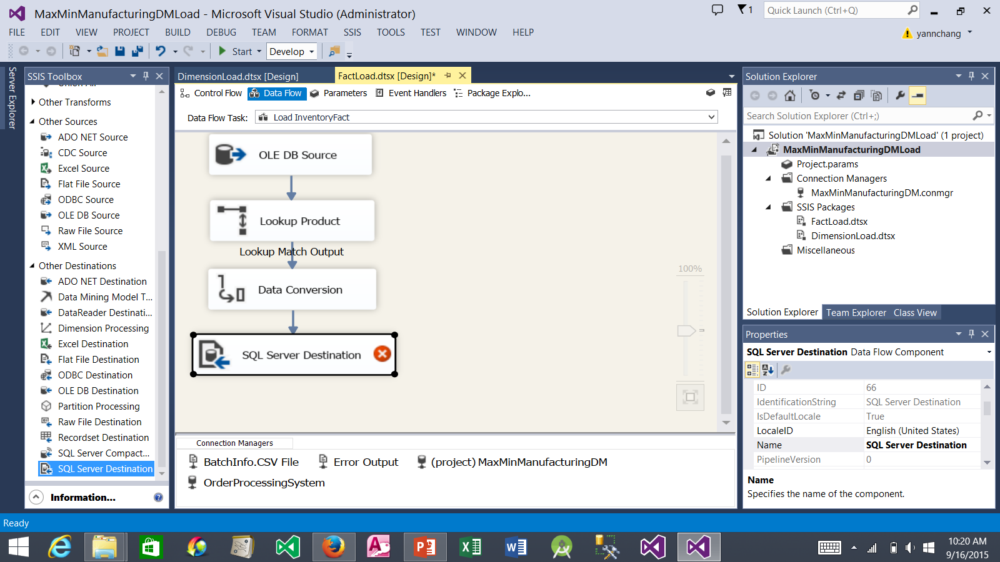 MaxMinManufacturingDMLoad - Microsoft Visual Studio (Administrator)
1
Quick Launch (Ctrl+Q)
FILE EDIT VIEW PROJECT BUILD DEBUG TEAM FORMAT SSIS TOOLS TEST WINDOW HELP
yannchang
Start
Develop
Server Explorer
SSIS Toolbox
Union All
Other Transforms
Other Sources
ADO NET Source
CDC Source
Excel Source
Flat File Source
ODBC Source
OLE DB Source
Raw File Source
XML Source
Other Destinations
ADO NET Destination
Data Mining Model T...
DataReader Destinati...
Dimension Processing
Excel Destination
Flat File Destination
ODBC Destination
OLE DB Destination
Partition Processing
Raw File Destination
Recordset Destination
SQL Server Compact...
SQL Server Destination
Information...
DimensionLoad.dtsx [Design]
FactLoad.dtsx [Design]*
Control Flow
Data Flow
Parameters
Event Handlers
Package Explo...
Data Flow Task:
Load InventoryFact
OLE DB Source
Lookup Product
Lookup Match Output
Data Conversion
SQL Server Destination
100%
Connection Managers
BatchInfo.CSV File
Error Output
(project) MaxMinManufacturingDM
OrderProcessingSystem
Solution Explorer
Search Solution Explorer (Ctrl+;)
Solution 'MaxMinManufacturingDMLoad' (1 project)
MaxMinManufacturingDMLoad
Project.params
Connection Managers
MaxMinManufacturingDM.conmgr
SSIS Packages
FactLoad.dtsx
DimensionLoad.dtsx
Miscellaneous
Solution Explorer Team Explorer Class View
Properties
SQL Server Destination Data Flow Component
ID 66
IdentificationString SQL Server Destination
IsDefaultLocale True
LocaleID English (United States)
Name SQL Server Destination
PipelineVersion 0
Name
Specifies the name of the component.
Ready
10:20 AM
9/16/2015